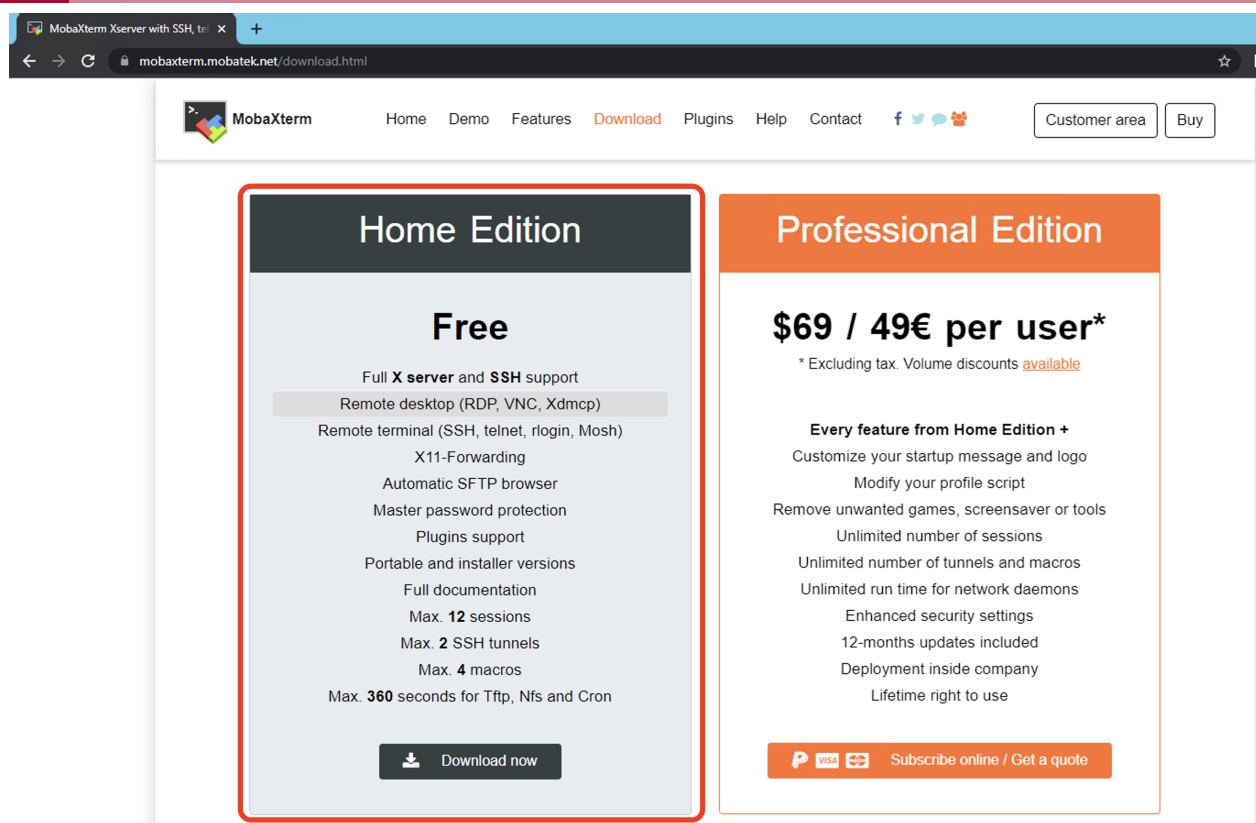 MobaXterm Xserver with SSH, tel
mobaxterm.mobatek.net/download.html
MobaXterm
Home Demo Features Download Plugins Help Contact
Customer area Buy
Home Edition
Free
Full X server and SSH support
Remote desktop (RDP, VNC, Xdmcp)
Remote terminal (SSH, telnet, rlogin, Mosh)
X11-Forwarding
Automatic SFTP browser
Master password protection
Plugins support
Portable and installer versions
Full documentation
Max. 12 sessions
Max. 2 SSH tunnels
Max. 4 macros
Max. 360 seconds for Tftp, Nfs and Cron
Download now
Professional Edition
$69 / 49€ per user*
* Excluding tax. Volume discounts available
Every feature from Home Edition +
Customize your startup message and logo
Modify your profile script
Remove unwanted games, screensaver or tools
Unlimited number of sessions
Unlimited number of tunnels and macros
Unlimited run time for network daemons
Enhanced security settings
12-months updates included
Deployment inside company
Lifetime right to use
VISA Subscribe online / Get a quote